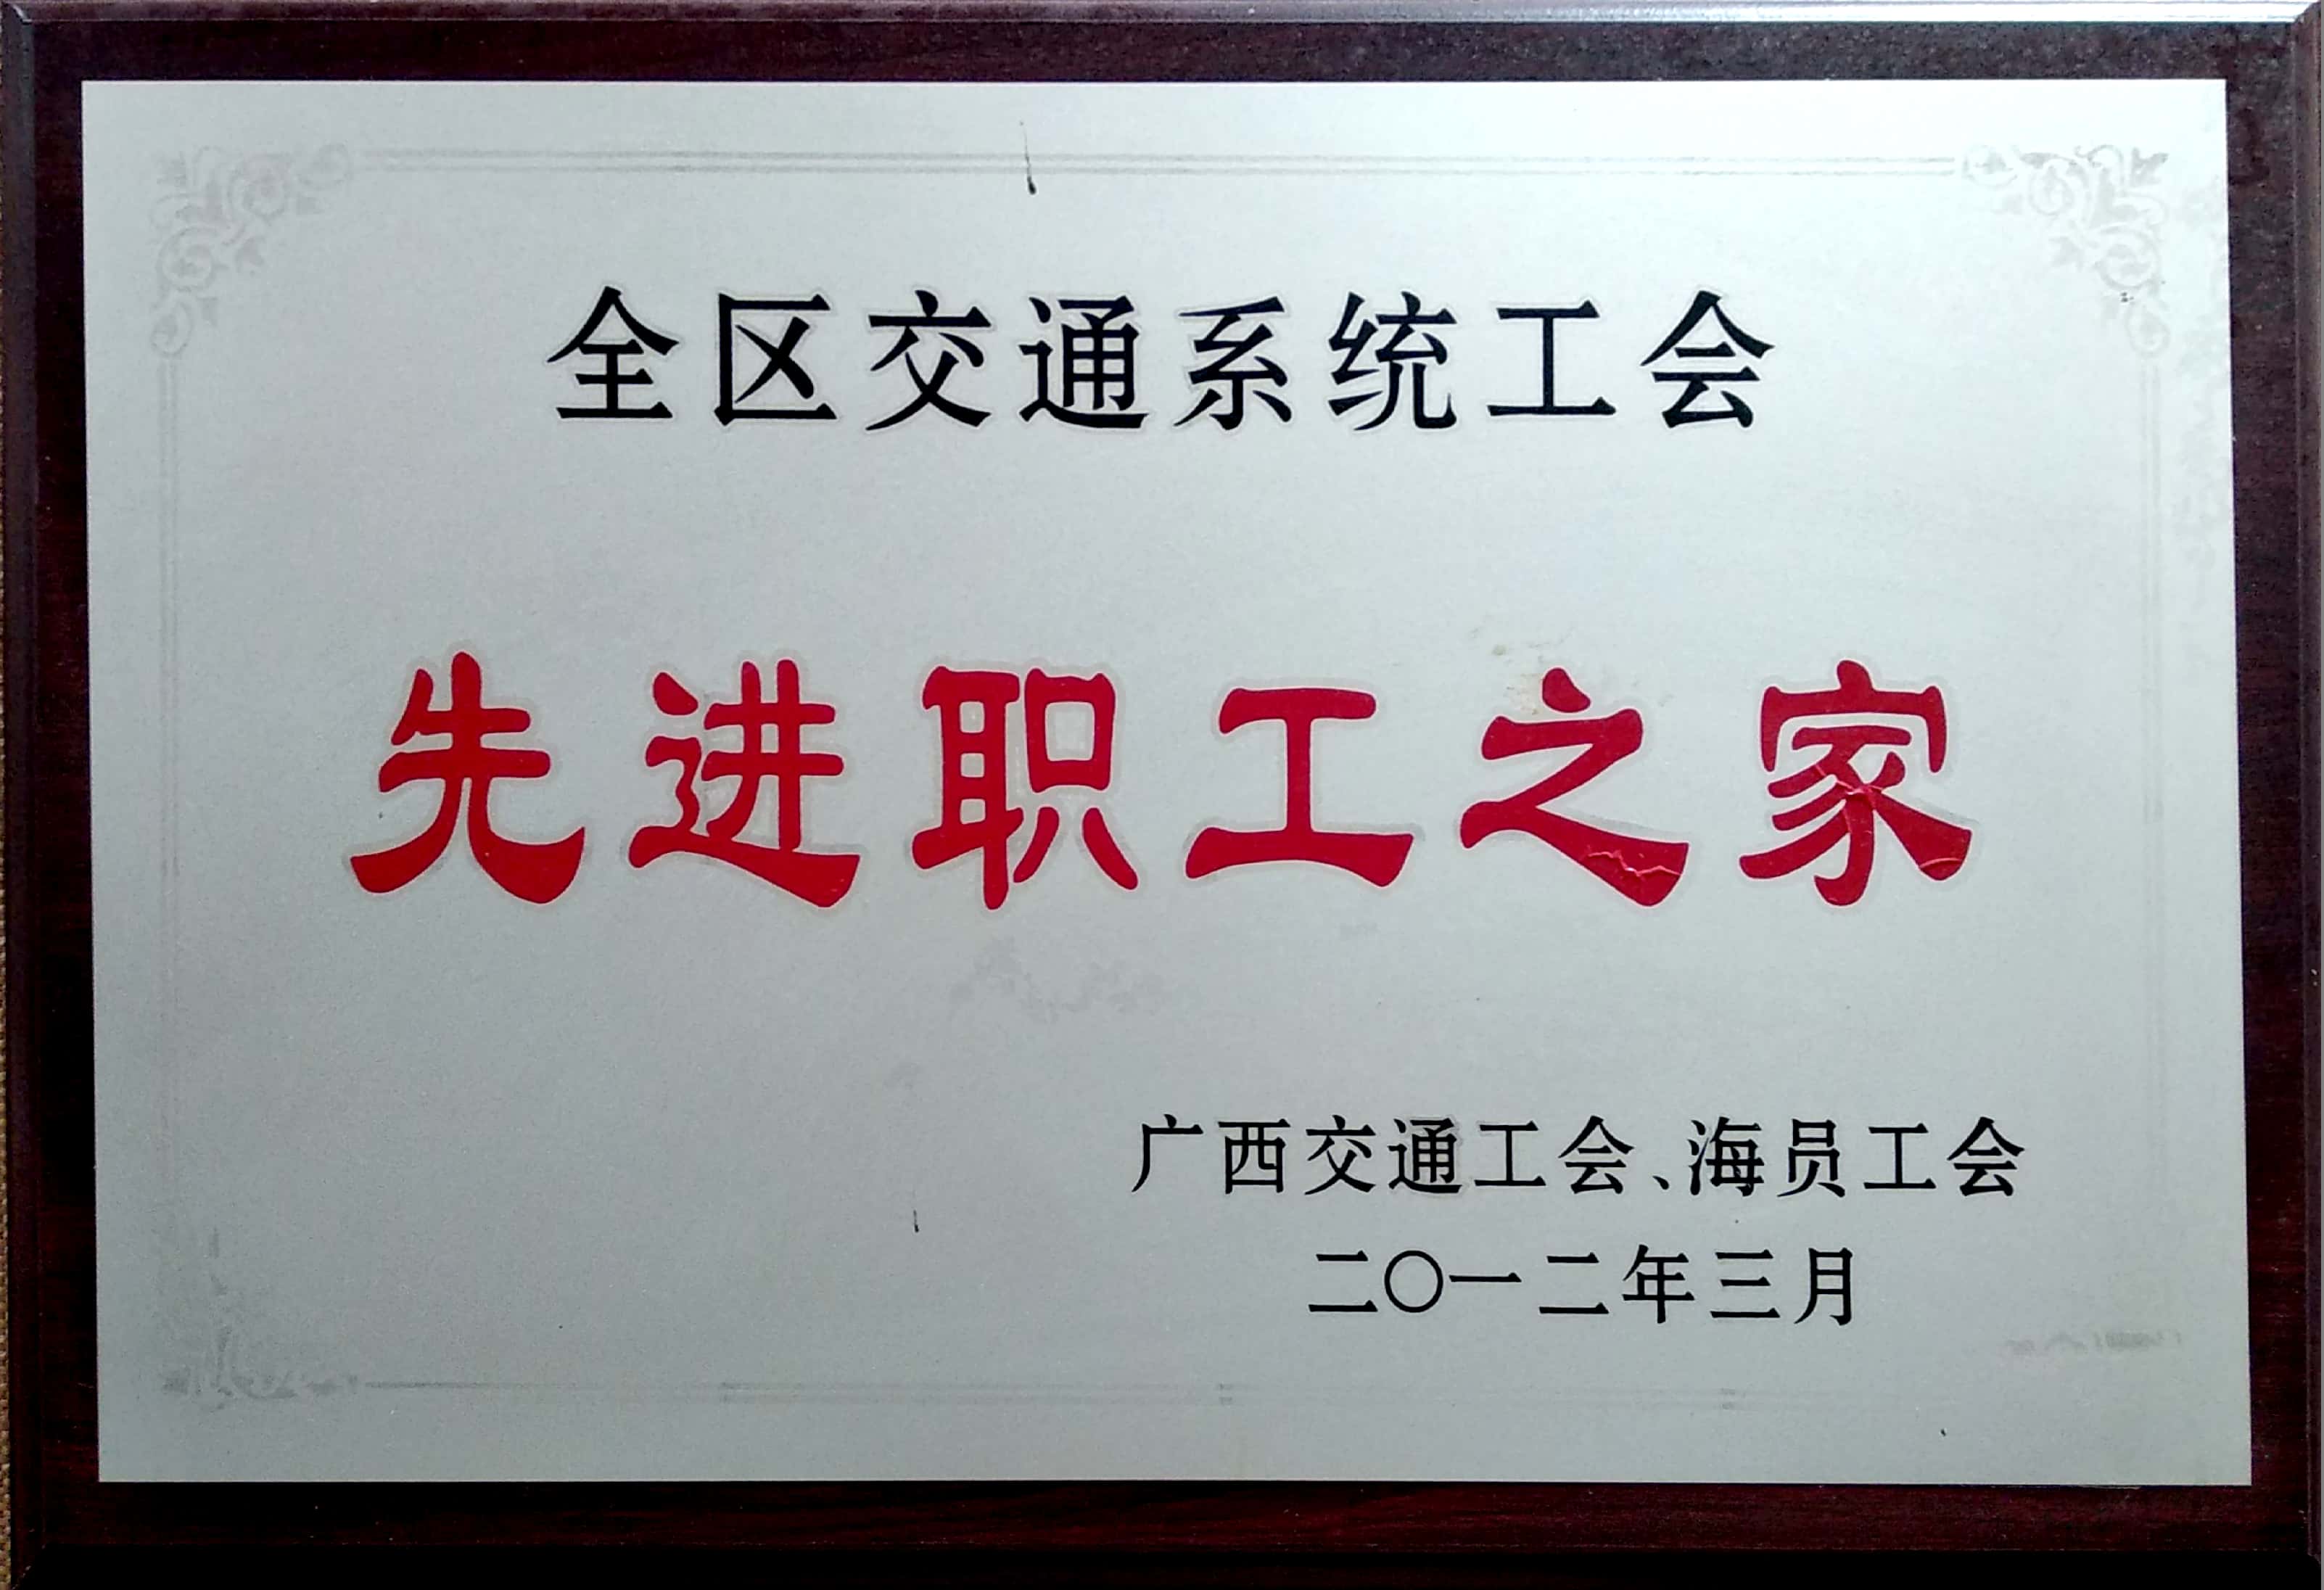 全区交通系统工会
先进职工之家
广西交通工会、海员工会
二〇一二年三月